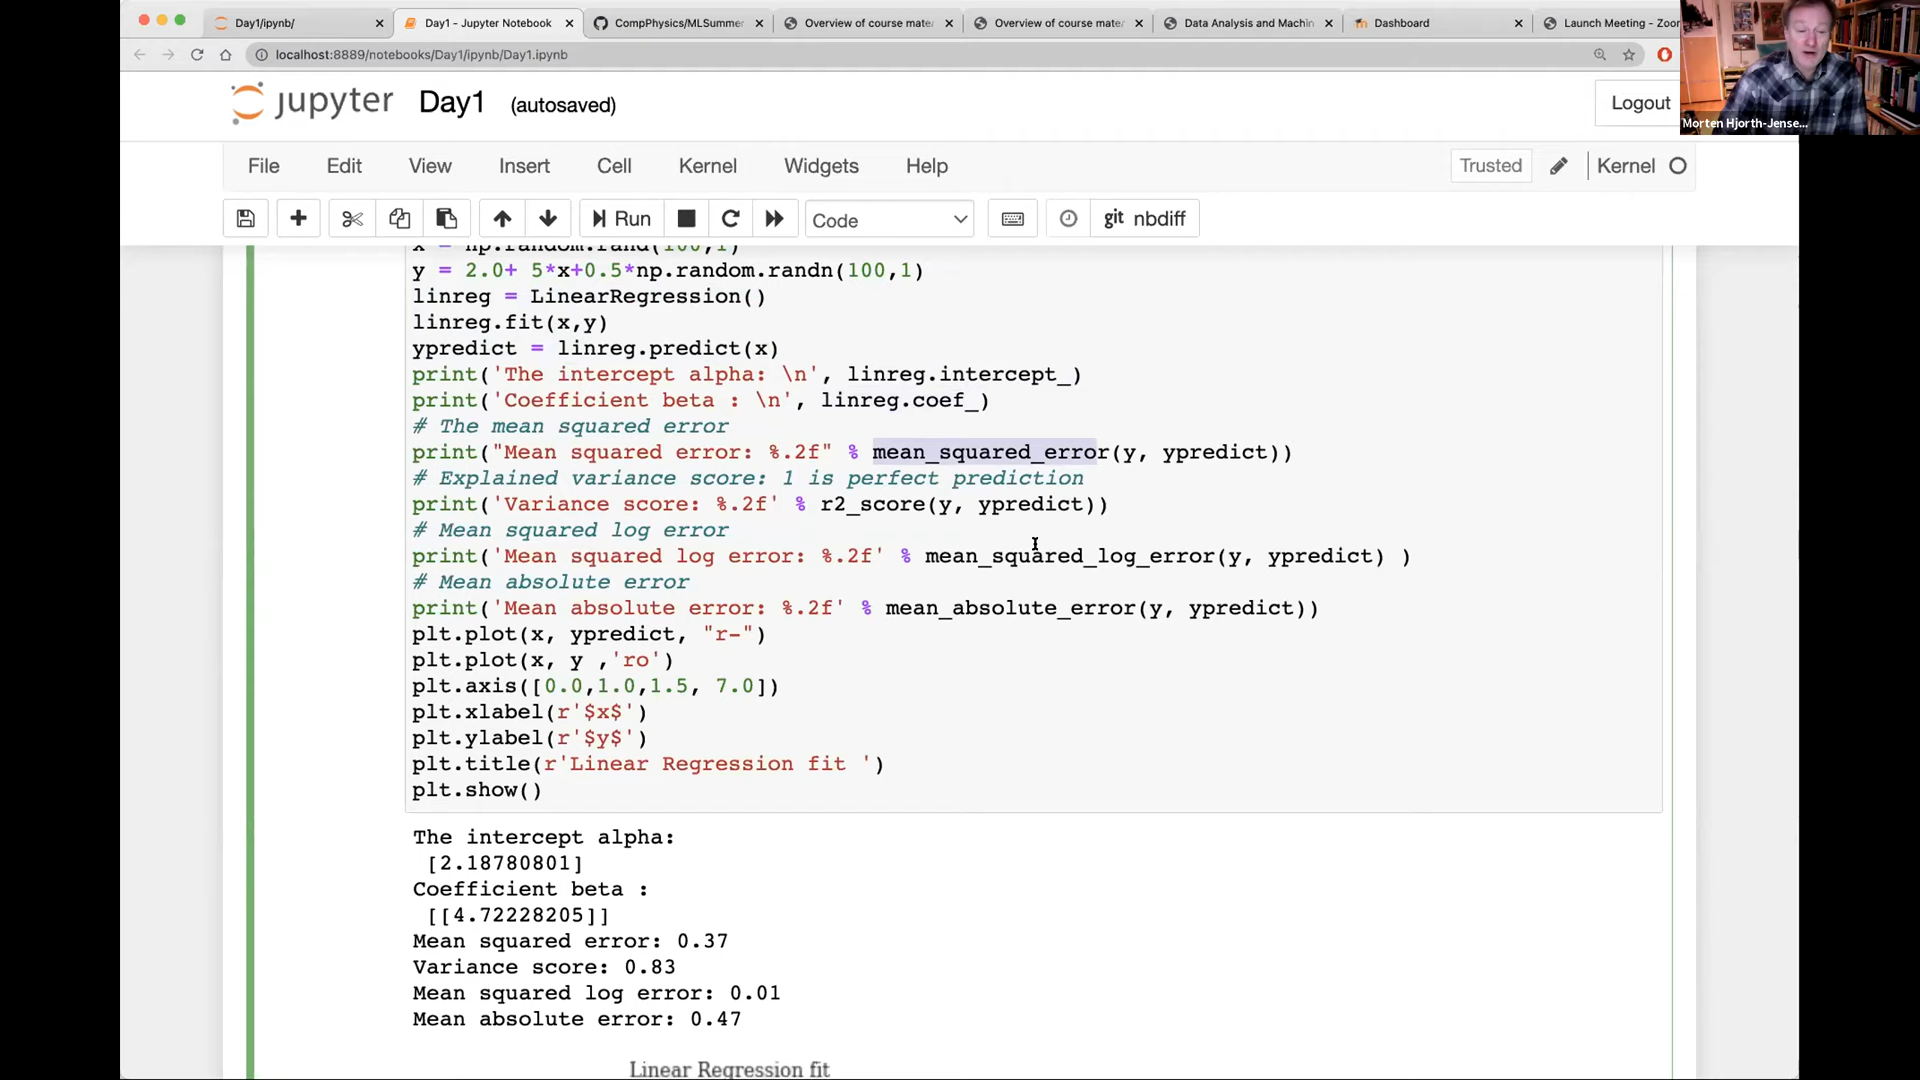 Day1/ipynb/
Day1 - Jupyter Notebook
CompPhysics/MLSummer
Overview of course mate
Overview of course mate
Data Analysis and Machin
Dashboard
Launch Meeting - Zoo
localhost:8889/notebooks/Day1/ipynb/Day1.ipynb
jupyter Day1 (autosaved)
Logout
Morten Hjorth-Jense...
File Edit View Insert Cell Kernel Widgets Help
Trusted
Kernel
Run
Code
git nbdiff
x = np.random.rand(100,1)
y = 2.0+ 5*x+0.5*np.random.randn(100,1)
linreg = LinearRegression()
linreg.fit(x,y)
ypredict = linreg.predict(x)
print('The intercept alpha: \n', linreg.intercept_)
print('Coefficient beta : \n', linreg.coef_)
# The mean squared error
print("Mean squared error: %.2f" % mean_squared_error(y, ypredict))
# Explained variance score: 1 is perfect prediction
print('Variance score: %.2f' % r2_score(y, ypredict))
# Mean squared log error
print('Mean squared log error: %.2f' % mean_squared_log_error(y, ypredict) )
# Mean absolute error
print('Mean absolute error: %.2f' % mean_absolute_error(y, ypredict))
plt.plot(x, ypredict, "r-")
plt.plot(x, y ,'ro')
plt.axis([0.0,1.0,1.5, 7.0])
plt.xlabel(r'$x$')
plt.ylabel(r'$y$')
plt.title(r'Linear Regression fit ')
plt.show()
The intercept alpha:
[2.18780801]
Coefficient beta :
[[4.72228205]]
Mean squared error: 0.37
Variance score: 0.83
Mean squared log error: 0.01
Mean absolute error: 0.47
Linear Regression fit